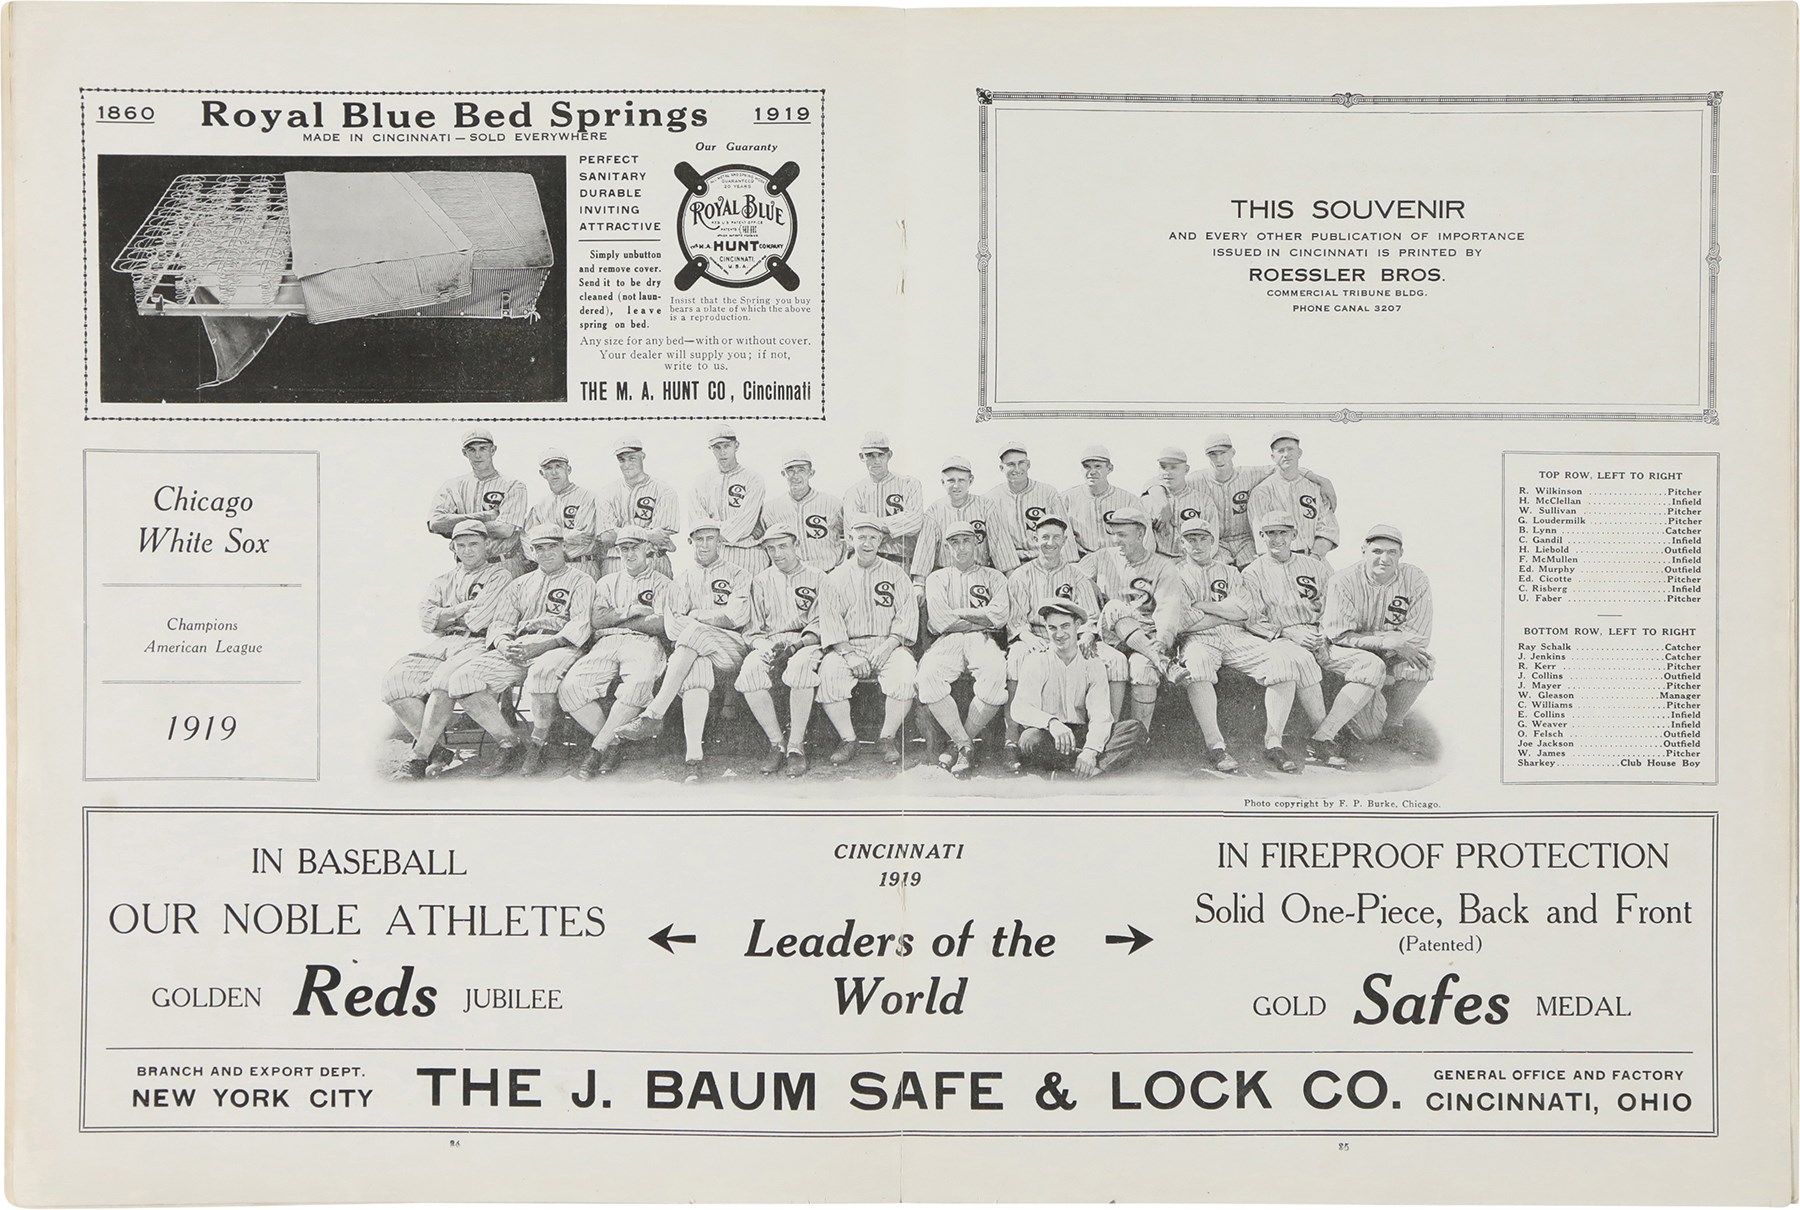 1860 Royal Blue Bed Springs 1919
MADE IN CINCINNATI — SOLD EVERYWHERE
PERFECT
SANITARY
DURABLE
INVITING
ATTRACTIVE
Simply unbutton
and remove cover.
Send it to be dry
cleaned (not laun-
dered), leave
spring on bed.
Our Guaranty
GUARANTEED
20 YEARS
ROYAL BLUE
THE M.A. HUNT COMPANY
CINCINNATI,
U.S.A.
Insist that the Spring you buy
bears a plate of which the above
is a reproduction.
Any size for any bed—with or without cover.
Your dealer will supply you; if not,
write to us.
THE M. A. HUNT CO, Cincinnati
THIS SOUVENIR
AND EVERY OTHER PUBLICATION OF IMPORTANCE
ISSUED IN CINCINNATI IS PRINTED BY
ROESSLER BROS.
COMMERCIAL TRIBUNE BLDG.
PHONE CANAL 3207
Chicago
White Sox
Champions
American League
1919
TOP ROW, LEFT TO RIGHT
R. Wilkinson ..................Pitcher
H. McClellan ...................Infield
W. Sullivan ...................Pitcher
G. Loudermilk .................Pitcher
B. Lynn .......................Catcher
C. Gandil ......................Infield
H. Liebold ....................Outfield
F. McMullen ....................Infield
Ed. Murphy ....................Outfield
Ed. Cicotte ...................Pitcher
C. Risberg .....................Infield
U. Faber ......................Pitcher
BOTTOM ROW, LEFT TO RIGHT
Ray Schalk ....................Catcher
J. Jenkins ....................Catcher
R. Kerr .......................Pitcher
J. Collins ....................Outfield
J. Mayer ......................Pitcher
W. Gleason ....................Manager
C. Williams ...................Pitcher
E. Collins .....................Infield
G. Weaver ......................Infield
O. Felsch .....................Outfield
Joe Jackson ...................Outfield
W. James ......................Pitcher
Sharkey............Club House Boy
Photo copyright by F. P. Burke, Chicago.
IN BASEBALL
OUR NOBLE ATHLETES
GOLDEN Reds JUBILEE
CINCINNATI
1919
Leaders of the
World
IN FIREPROOF PROTECTION
Solid One-Piece, Back and Front
(Patented)
GOLD Safes MEDAL
BRANCH AND EXPORT DEPT.
NEW YORK CITY
THE J. BAUM SAFE & LOCK CO.
GENERAL OFFICE AND FACTORY
CINCINNATI, OHIO
25